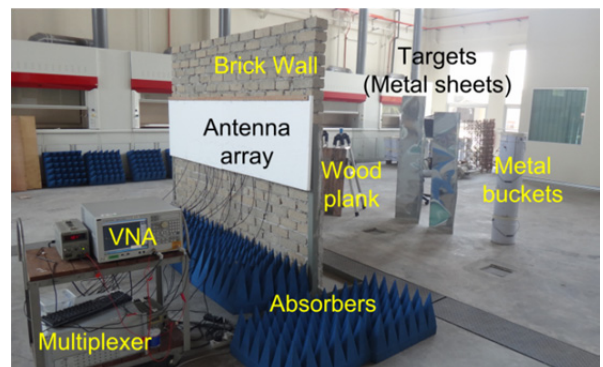 Brick Wall
Targets
(Metal sheets)
Antenna
array
Wood
plank
Metal
buckets
VNA
Absorbers
Multiplexer